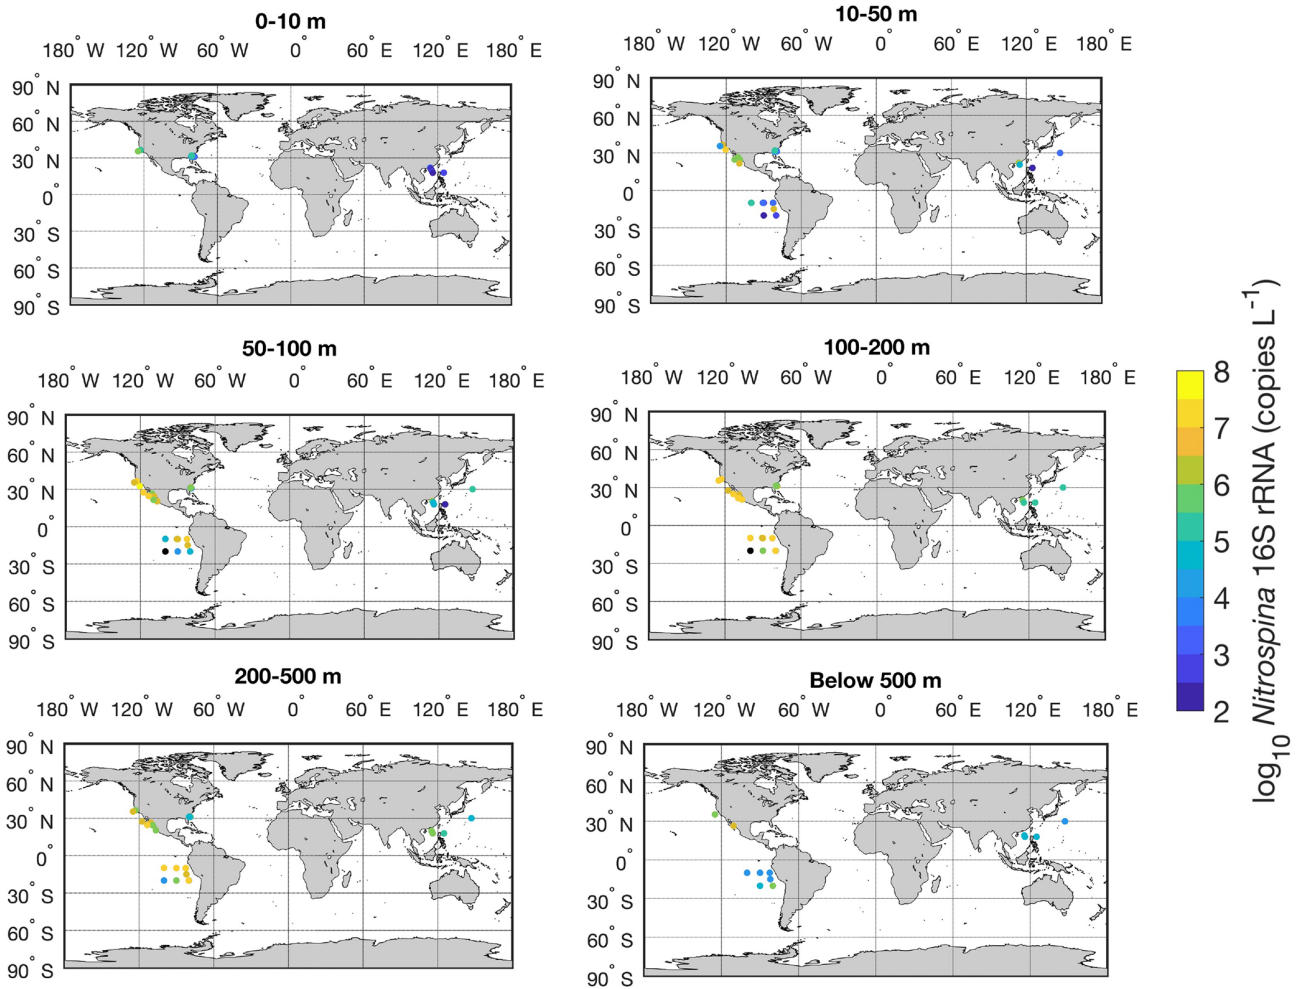 0-10 m
180° W 120° W 60° W 0° 60° E 120° E 180° E
90° N
60° N
30° N
0°
30° S
60° S
90° S
10-50 m
180° W 120° W 60° W 0° 60° E 120° E 180° E
90° N
60° N
30° N
0°
30° S
60° S
90° S
50-100 m
180° W 120° W 60° W 0° 60° E 120° E 180° E
90° N
60° N
30° N
0°
30° S
60° S
90° S
100-200 m
180° W 120° W 60° W 0° 60° E 120° E 180° E
90° N
60° N
30° N
0°
30° S
60° S
90° S
200-500 m
180° W 120° W 60° W 0° 60° E 120° E 180° E
90° N
60° N
30° N
0°
30° S
60° S
90° S
Below 500 m
180° W 120° W 60° W 0° 60° E 120° E 180° E
90° N
60° N
30° N
0°
30° S
60° S
90° S
8
7
6
5
4
3
2
log₁₀ Nitrospina 16S rRNA (copies L⁻¹)